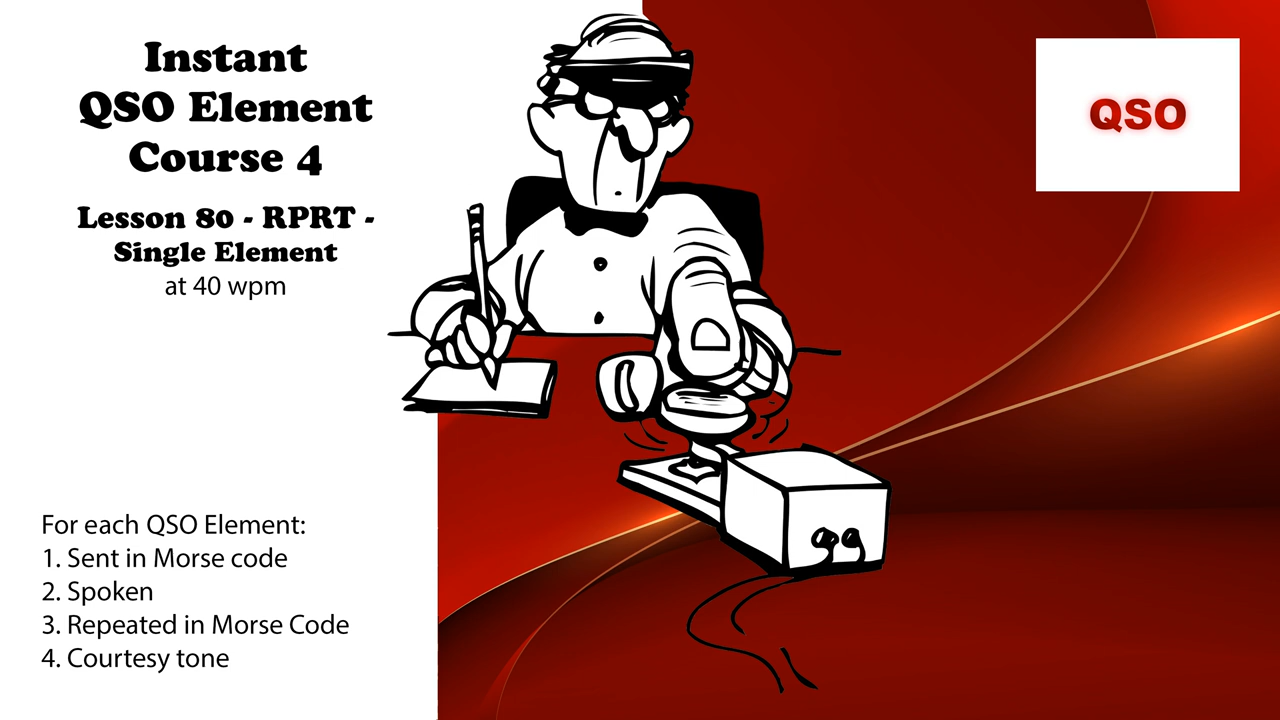 Instant
QSO Element
Course 4
Lesson 80 - RPRT -
Single Element
at 40 wpm
QSO
For each QSO Element:
1. Sent in Morse code
2. Spoken
3. Repeated in Morse Code
4. Courtesy tone